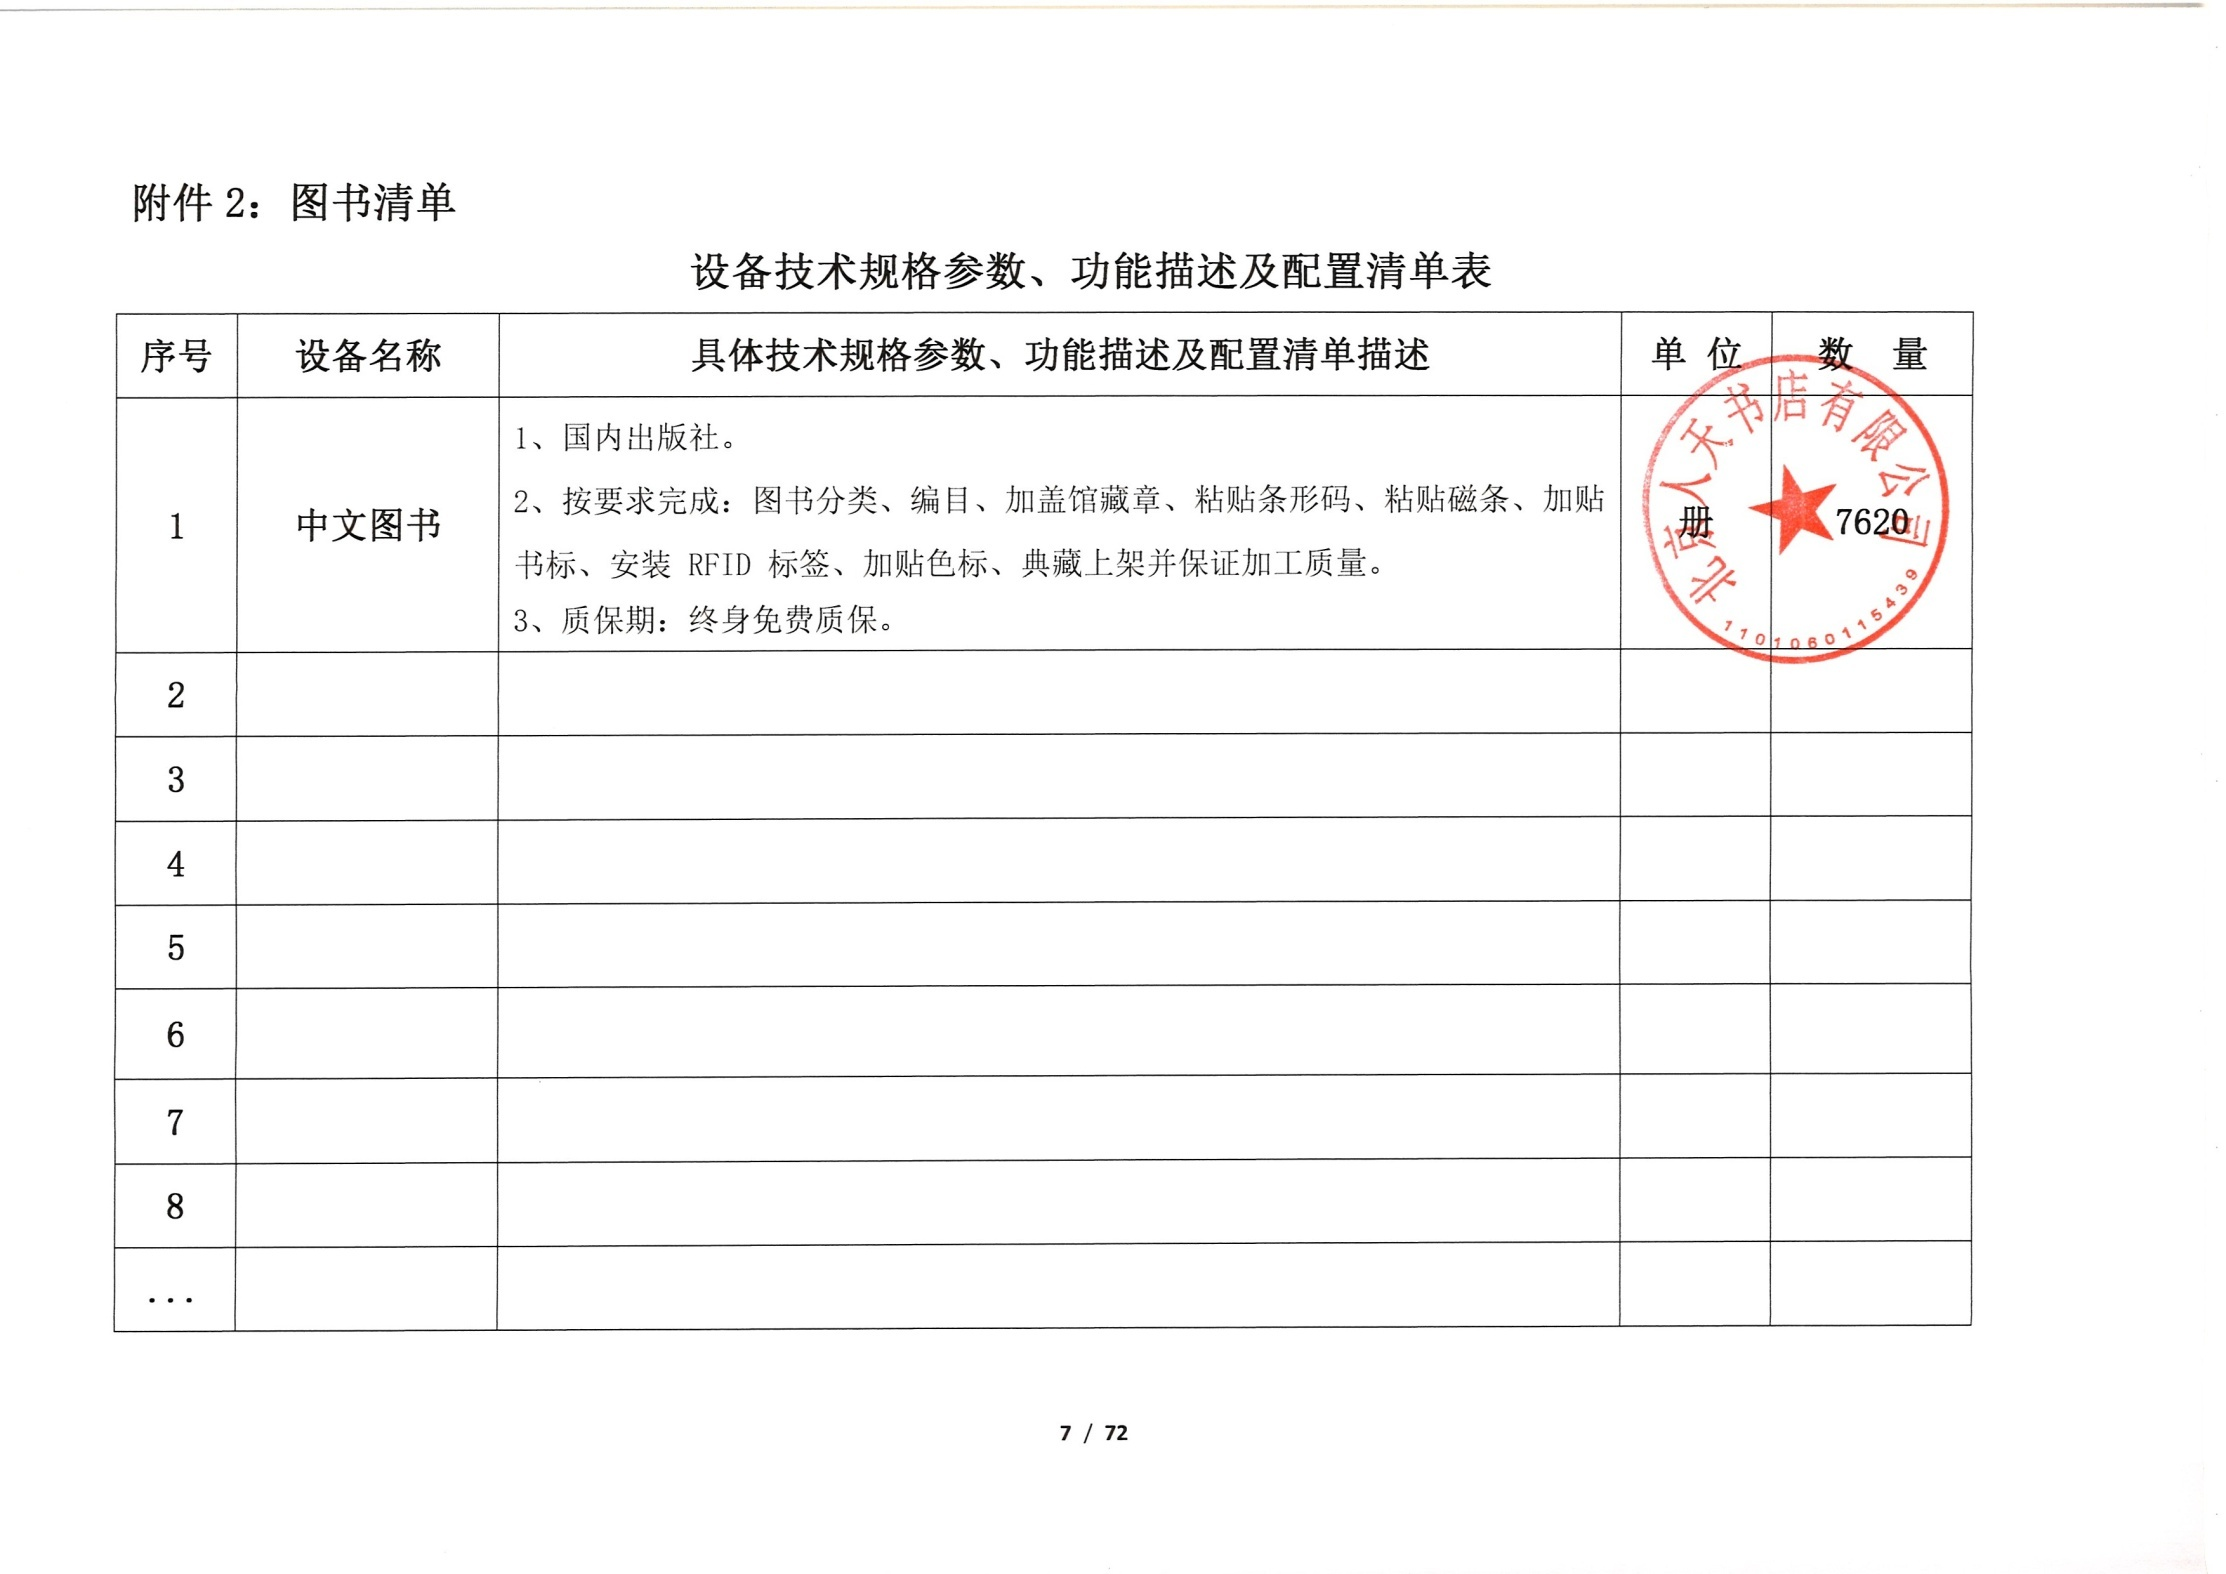 附件 2：图书清单
设备技术规格参数、功能描述及配置清单表
序号 设备名称 具体技术规格参数、功能描述及配置清单描述 单 位 数 量
1 中文图书
1、国内出版社。
2、按要求完成：图书分类、编目、加盖馆藏章、粘贴条形码、粘贴磁条、加贴
书标、安装 RFID 标签、加贴色标、典藏上架并保证加工质量。
3、质保期：终身免费质保。
册 7620
北京人天书店有限公司
1101060115439
2
3
4
5
6
7
8
...
7 / 72